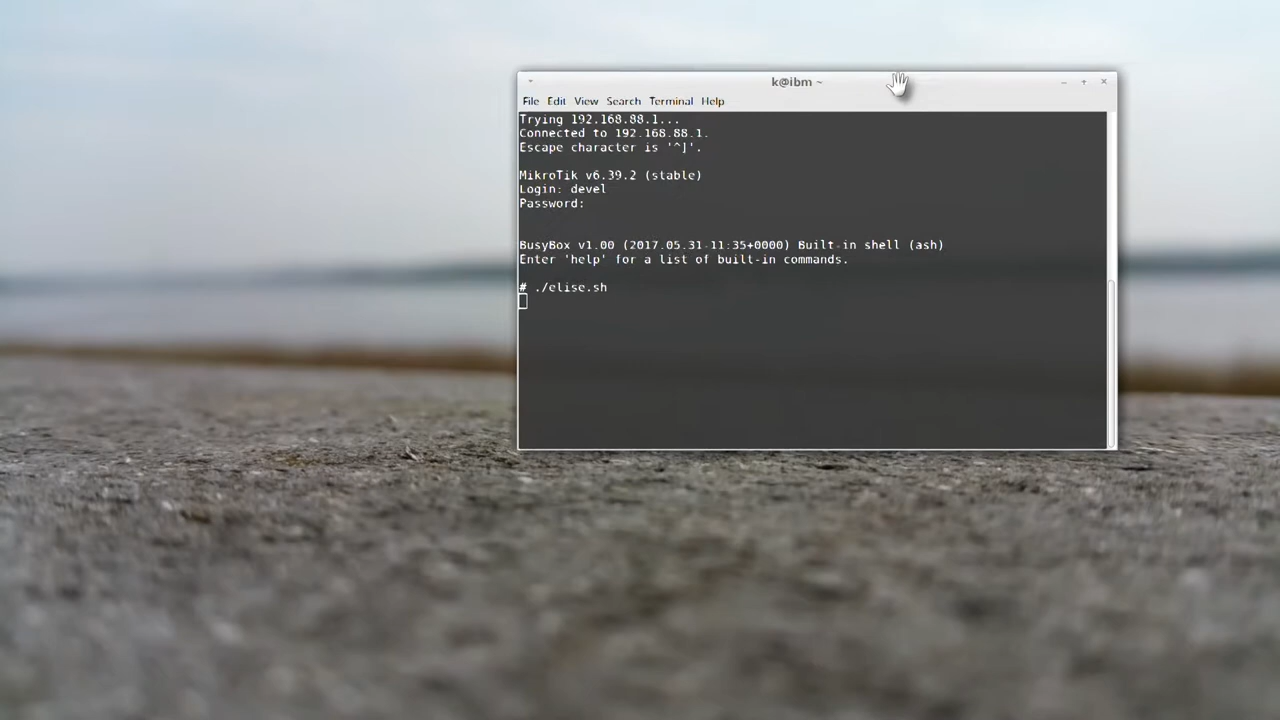 k@ibm ~
File Edit View Search Terminal Help
Trying 192.168.88.1...
Connected to 192.168.88.1.
Escape character is '^]'.
MikroTik v6.39.2 (stable)
Login: devel
Password:
BusyBox v1.00 (2017.05.31-11:35+0000) Built-in shell (ash)
Enter 'help' for a list of built-in commands.
# ./elise.sh